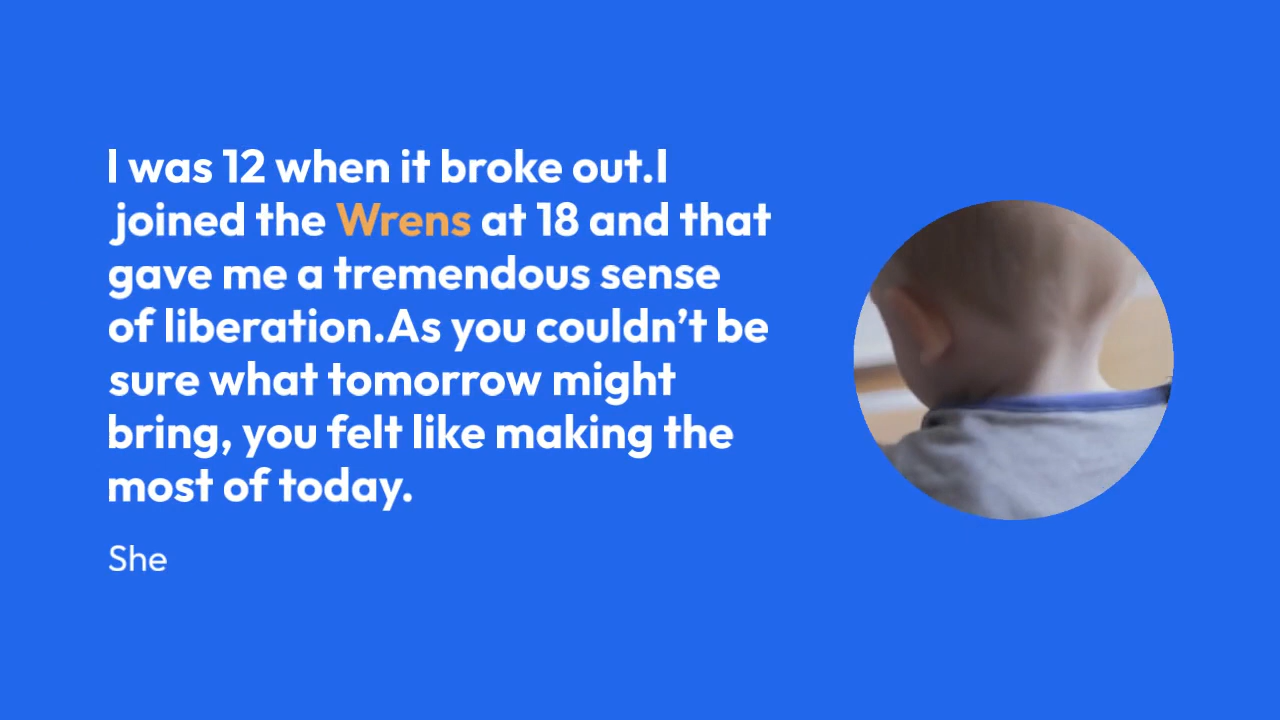 I was 12 when it broke out.I
joined the Wrens at 18 and that
gave me a tremendous sense
of liberation.As you couldn’t be
sure what tomorrow might
bring, you felt like making the
most of today.
She